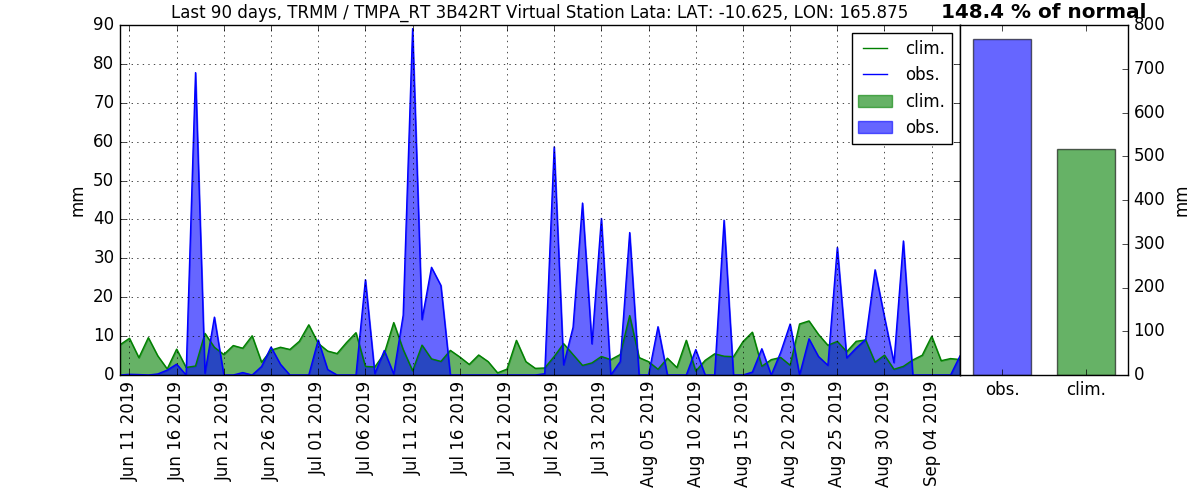 Last 90 days, TRMM / TMPA_RT 3B42RT Virtual Station Lata: LAT: -10.625, LON: 165.875
148.4 % of normal
90
80
70
60
50
40
30
20
10
0
mm
clim.
obs.
clim.
obs.
Jun 11 2019
Jun 16 2019
Jun 21 2019
Jun 26 2019
Jul 01 2019
Jul 06 2019
Jul 11 2019
Jul 16 2019
Jul 21 2019
Jul 26 2019
Jul 31 2019
Aug 05 2019
Aug 10 2019
Aug 15 2019
Aug 20 2019
Aug 25 2019
Aug 30 2019
Sep 04 2019
800
700
600
500
400
300
200
100
0
mm
obs.
clim.